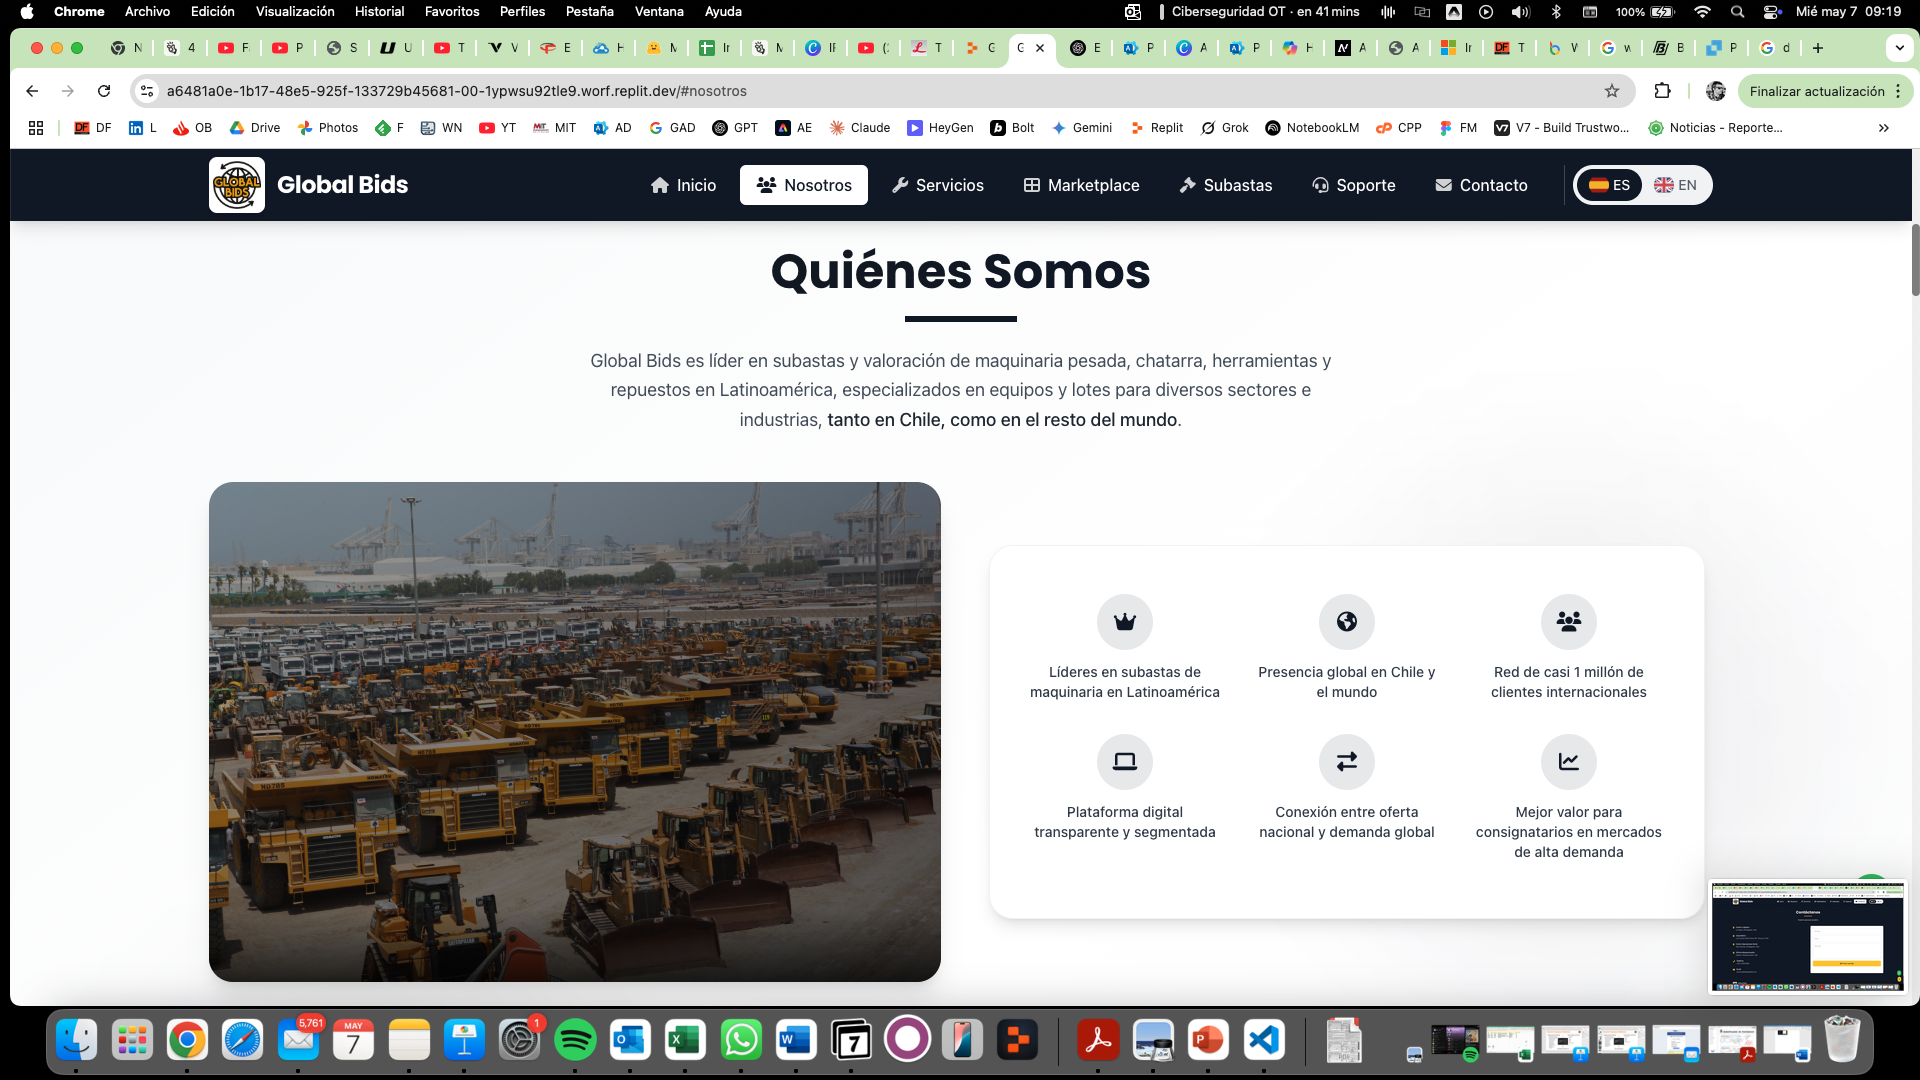 Chrome Archivo Edición Visualización Historial Favoritos Perfiles Pestaña Ventana Ayuda
Ciberseguridad OT · en 41 mins
100%
Mié may 7 09:19
a6481a0e-1b17-48e5-925f-133729b45681-00-1ypwsu92tle9.worf.replit.dev/#nosotros
Finalizar actualización
DF L OB Drive Photos F WN YT MIT AD GAD GPT AE Claude HeyGen Bolt Gemini Replit Grok NotebookLM CPP FM V7 - Build Trustwo... Noticias - Reporte...
GLOBAL BIDS
Global Bids
Inicio Nosotros Servicios Marketplace Subastas Soporte Contacto
ES EN
Quiénes Somos
Global Bids es líder en subastas y valoración de maquinaria pesada, chatarra, herramientas y
repuestos en Latinoamérica, especializados en equipos y lotes para diversos sectores e
industrias, tanto en Chile, como en el resto del mundo.
Líderes en subastas de
maquinaria en Latinoamérica
Presencia global en Chile y
el mundo
Red de casi 1 millón de
clientes internacionales
Plataforma digital
transparente y segmentada
Conexión entre oferta
nacional y demanda global
Mejor valor para
consignatarios en mercados
de alta demanda
5,761
MAY
7
1
7